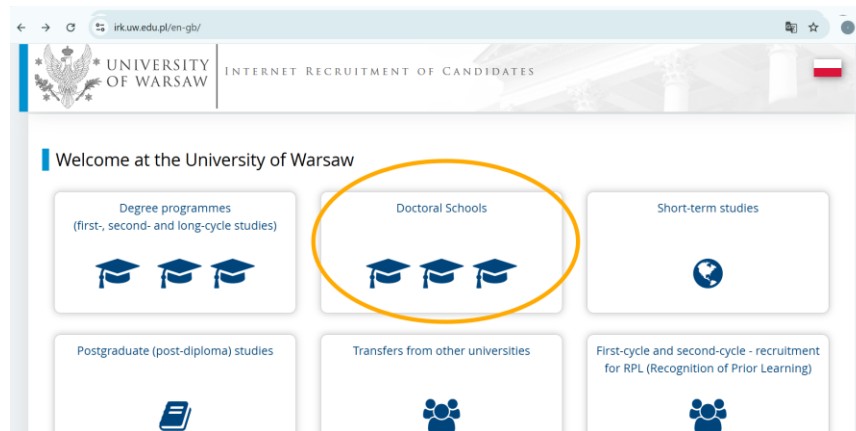 irk.uw.edu.pl/en-gb/
UNIVERSITY
OF WARSAW
INTERNET RECRUITMENT OF CANDIDATES
Welcome at the University of Warsaw
Degree programmes
(first-, second- and long-cycle studies)
Doctoral Schools
Short-term studies
Postgraduate (post-diploma) studies
Transfers from other universities
First-cycle and second-cycle - recruitment
for RPL (Recognition of Prior Learning)